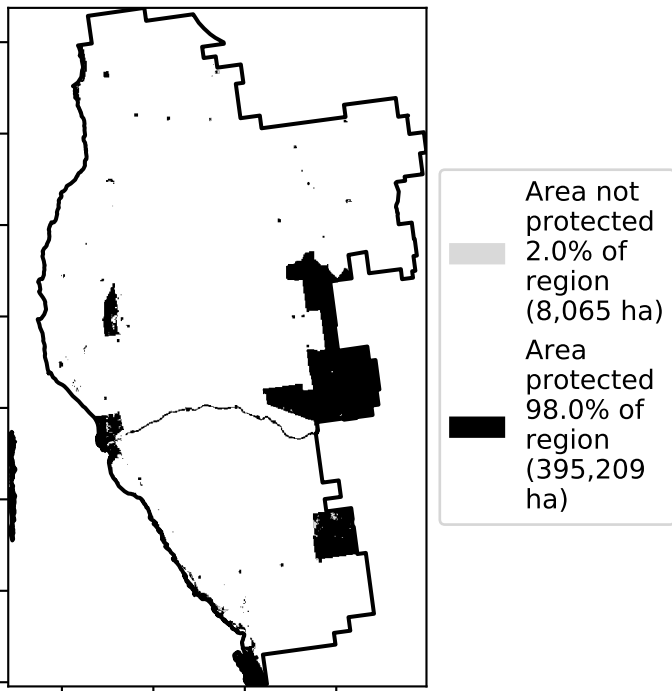 Area not
protected
2.0% of
region
(8,065 ha)
Area
protected
98.0% of
region
(395,209
ha)